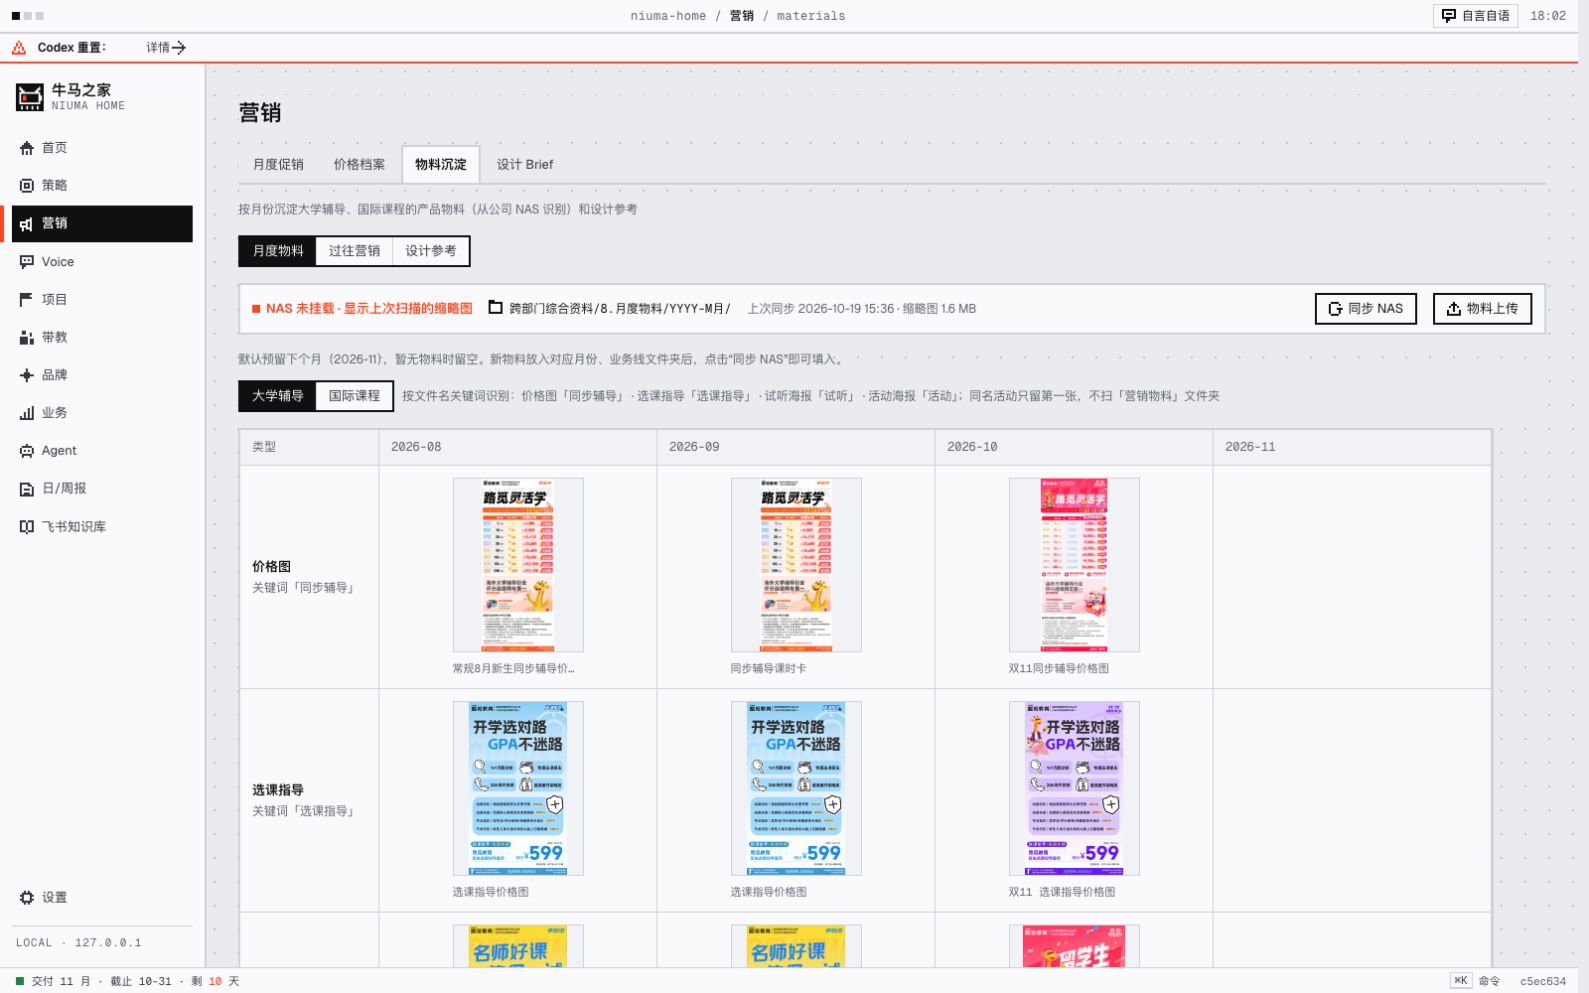 niuma-home / 营销 / materials
自言自语
18:02
Codex 重置：
详情
牛马之家
NIUMA HOME
首页
策略
营销
Voice
项目
带教
品牌
业务
Agent
日/周报
飞书知识库
设置
LOCAL · 127.0.0.1
营销
月度促销
价格档案
物料沉淀
设计 Brief
按月份沉淀大学辅导、国际课程的产品物料（从公司 NAS 识别）和设计参考
月度物料
过往营销
设计参考
NAS 未挂载 · 显示上次扫描的缩略图
跨部门综合资料/8.月度物料/YYYY-M月/
上次同步 2026-10-19 15:36 · 缩略图 1.6 MB
同步 NAS
物料上传
默认预留下个月（2026-11），暂无物料时留空。新物料放入对应月份、业务线文件夹后，点击“同步 NAS”即可填入。
大学辅导
国际课程
按文件名关键词识别：价格图「同步辅导」 · 选课指导「选课指导」 · 试听海报「试听」 · 活动海报「活动」；同名活动只留第一张，不扫「营销物料」文件夹
类型
2026-08
2026-09
2026-10
2026-11
价格图
关键词「同步辅导」
路觅灵活学
常规8月新生同步辅导价…
路觅灵活学
同步辅导课时卡
路觅灵活学
双11同步辅导价格图
选课指导
关键词「选课指导」
开学选对路
GPA不迷路
¥599
选课指导价格图
开学选对路
GPA不迷路
¥599
选课指导价格图
开学选对路
GPA不迷路
¥599
双11 选课指导价格图
名师好课
名师好课
留学生
交付 11 月 · 截止 10-31 · 剩 10 天
⌘K 命令
c5ec634